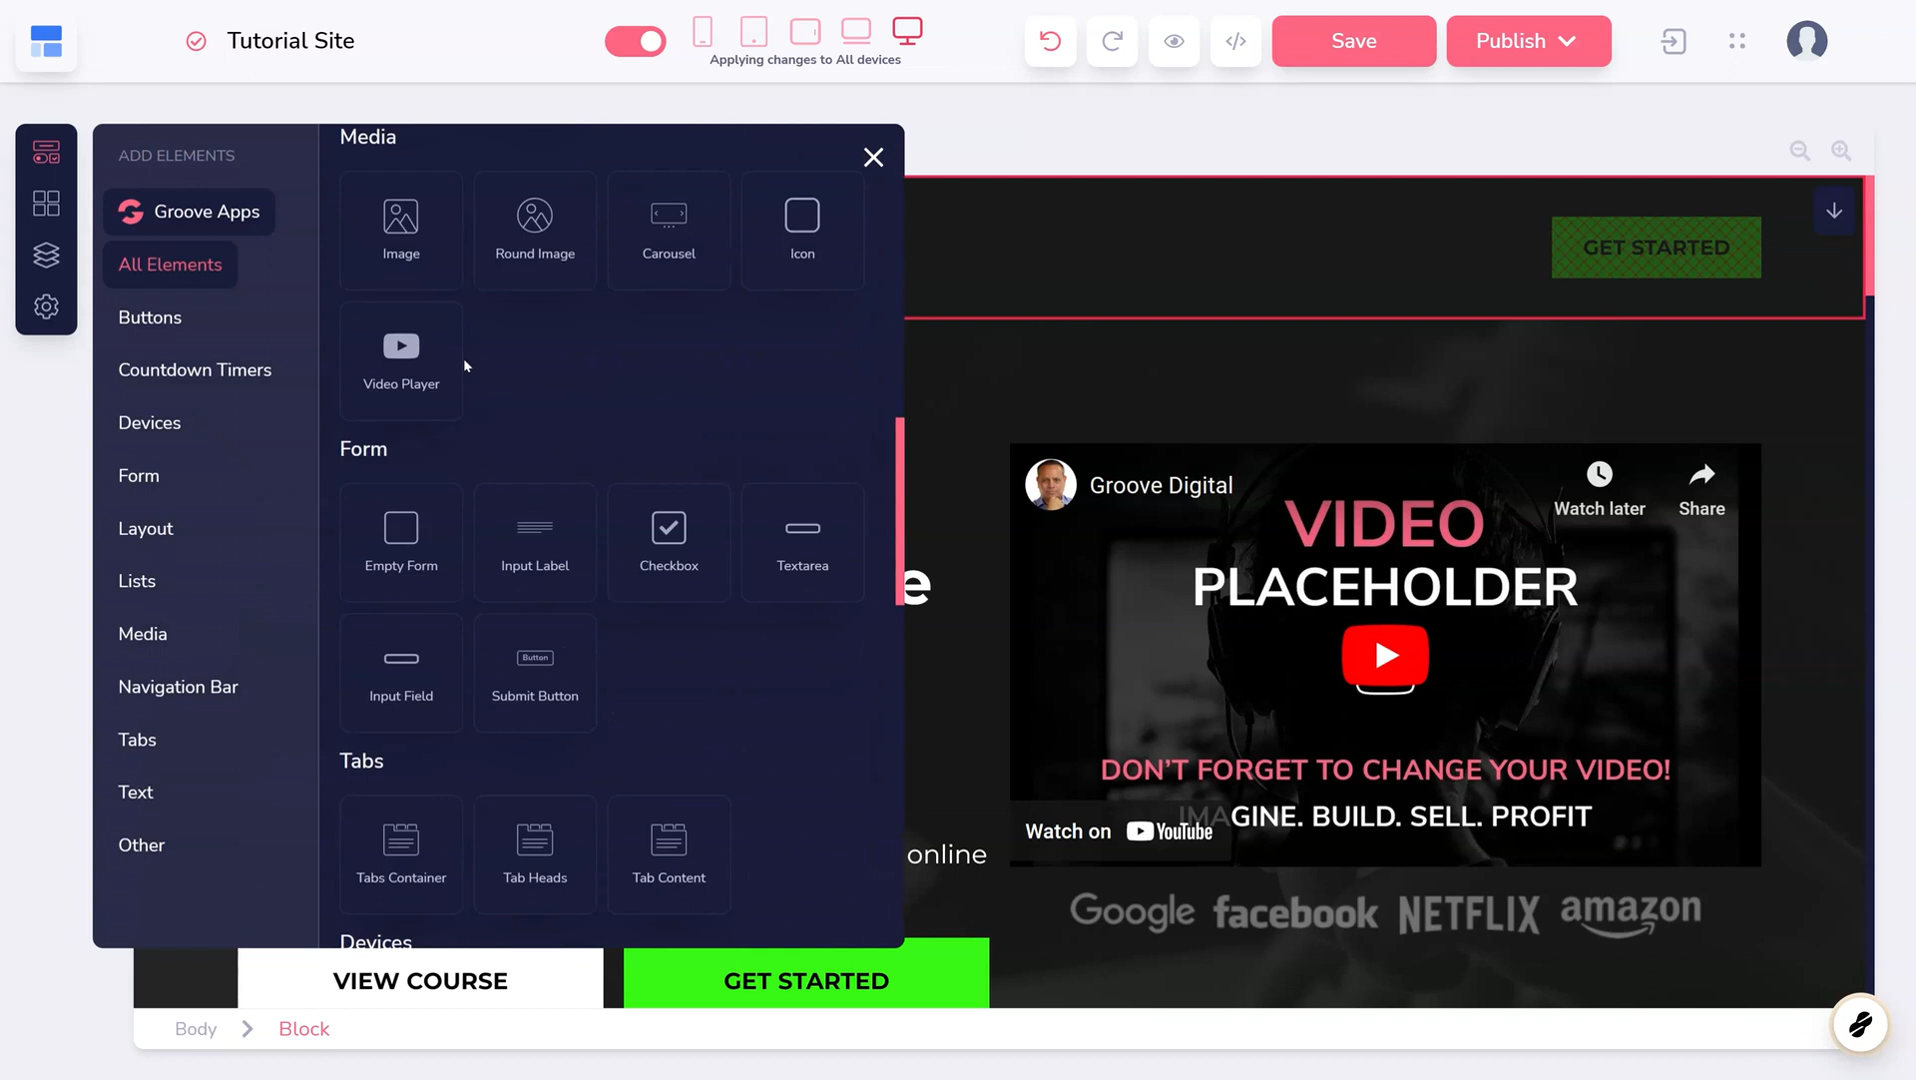 Tutorial Site
Applying changes to All devices
</>
Save
Publish
ADD ELEMENTS
Groove Apps
All Elements
Buttons
Countdown Timers
Devices
Form
Layout
Lists
Media
Navigation Bar
Tabs
Text
Other
Media
Image
Round Image
Carousel
Icon
Video Player
Form
Empty Form
Input Label
Checkbox
Textarea
Input Field
Button
Submit Button
Tabs
Tabs Container
Tab Heads
Tab Content
Devices
GET STARTED
e
online
Groove Digital
Watch later
Share
VIDEO
PLACEHOLDER
DON'T FORGET TO CHANGE YOUR VIDEO!
IMAGINE. BUILD. SELL. PROFIT
Watch on YouTube
Google facebook NETFLIX amazon
VIEW COURSE
GET STARTED
Body
Block